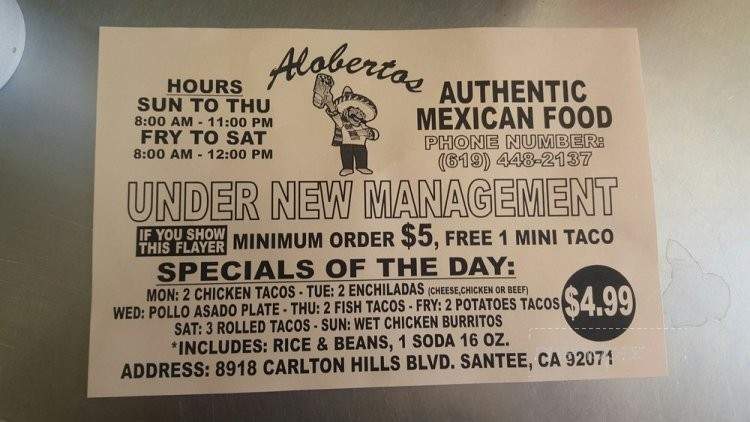 Alobertos
HOURS
SUN TO THU
8:00 AM - 11:00 PM
FRY TO SAT
8:00 AM - 12:00 PM
AUTHENTIC
MEXICAN FOOD
PHONE NUMBER:
(619) 448-2137
UNDER NEW MANAGEMENT
IF YOU SHOW
THIS FLAYER
MINIMUM ORDER $5, FREE 1 MINI TACO
SPECIALS OF THE DAY:
MON: 2 CHICKEN TACOS - TUE: 2 ENCHILADAS (CHEESE,CHICKEN OR BEEF)
WED: POLLO ASADO PLATE - THU: 2 FISH TACOS - FRY: 2 POTATOES TACOS
SAT: 3 ROLLED TACOS - SUN: WET CHICKEN BURRITOS
$4.99
*INCLUDES: RICE & BEANS, 1 SODA 16 OZ.
ADDRESS: 8918 CARLTON HILLS BLVD. SANTEE, CA 92071